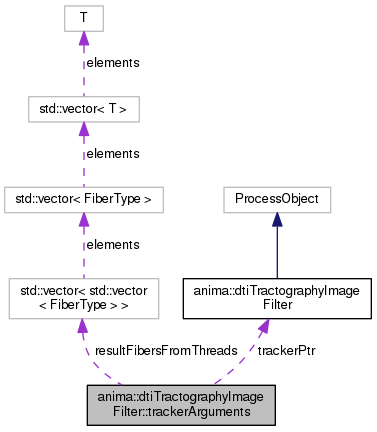 T
elements
std::vector< T >
elements
std::vector< FiberType >
ProcessObject
elements
std::vector< std::vector
< FiberType > >
anima::dtiTractographyImage
Filter
resultFibersFromThreads
trackerPtr
anima::dtiTractographyImage
Filter::trackerArguments